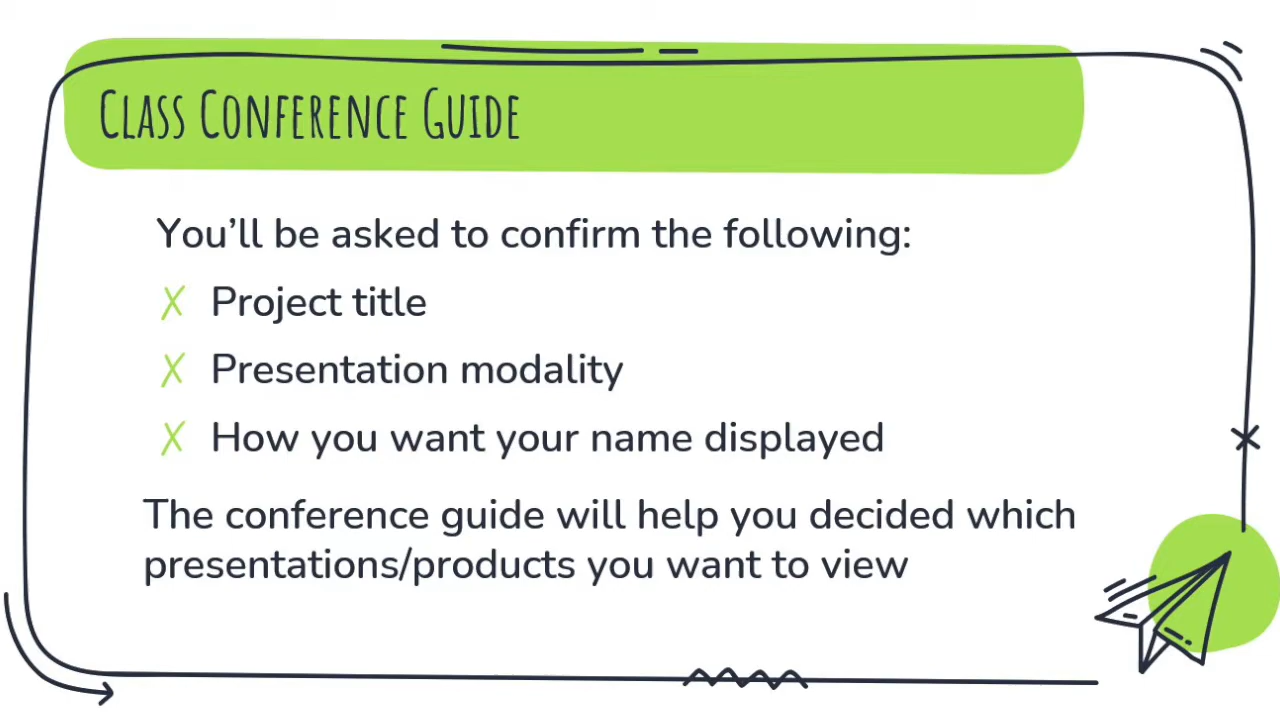 Class Conference Guide
You’ll be asked to confirm the following:
Project title
Presentation modality
How you want your name displayed
The conference guide will help you decided which
presentations/products you want to view